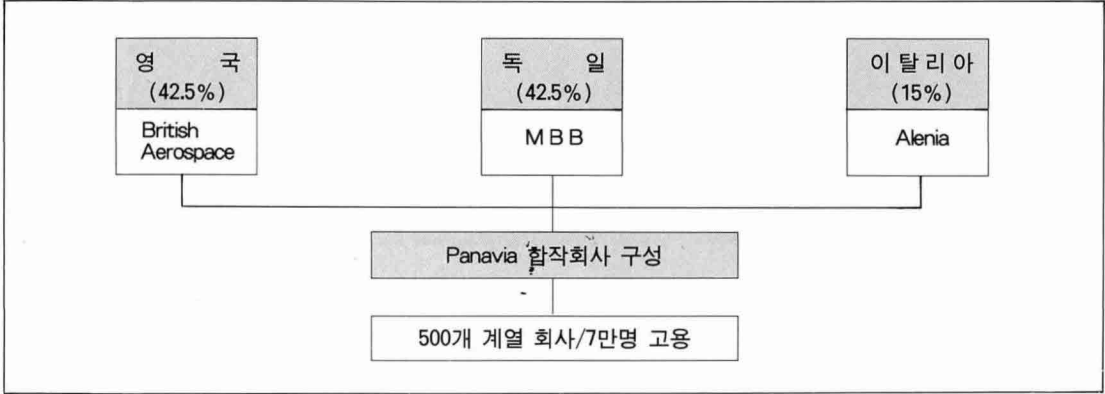 영 국
(42.5%)
British
Aerospace
독 일
(42.5%)
MBB
이탈리아
(15%)
Alenia
Panavia 합작회사 구성
500개 계열 회사/7만명 고용